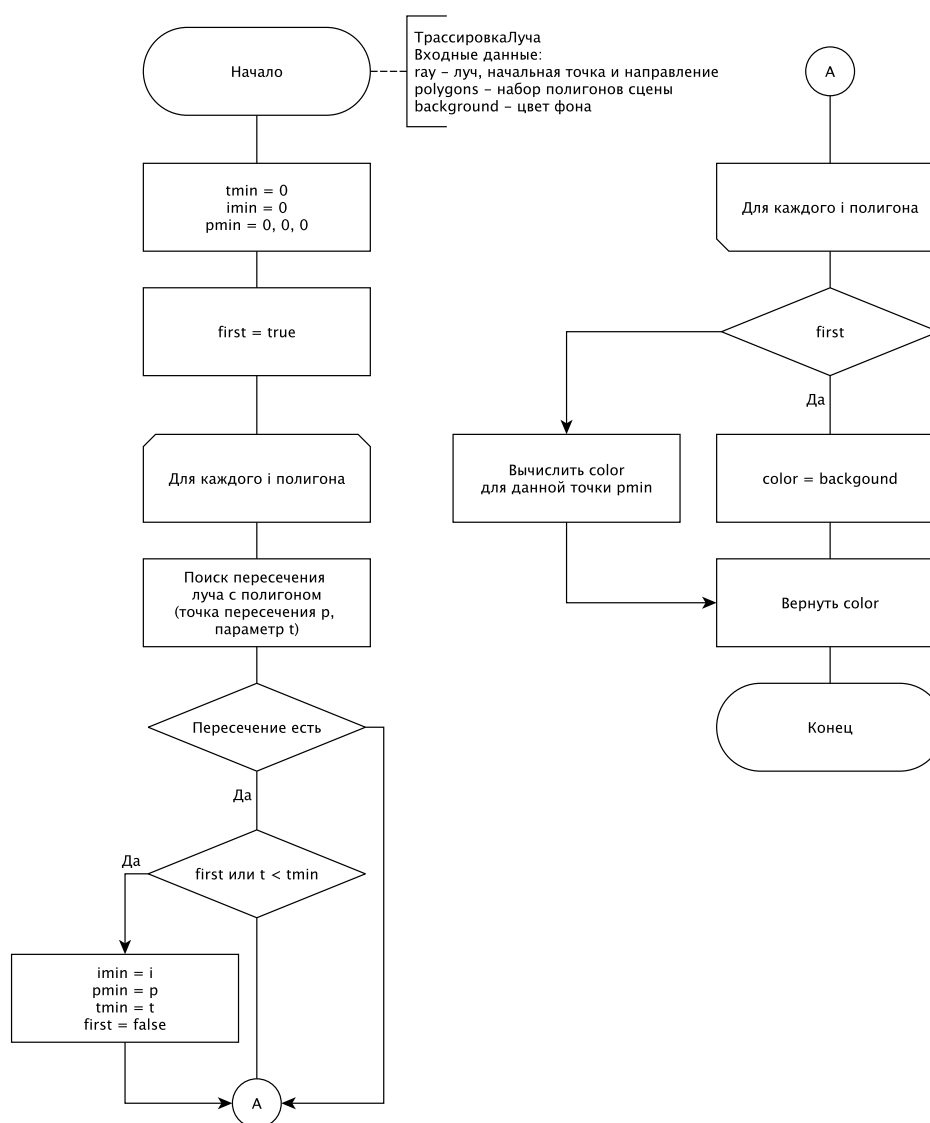 Начало
ТрассировкаЛуча
Входные данные:
ray – луч, начальная точка и направление
polygons – набор полигонов сцены
background – цвет фона
tmin = 0
imin = 0
pmin = 0, 0, 0
first = true
Для каждого i полигона
Поиск пересечения
луча с полигоном
(точка пересечения p,
параметр t)
Пересечение есть
Да
first или t < tmin
Да
imin = i
pmin = p
tmin = t
first = false
A
A
Для каждого i полигона
first
Да
Вычислить color
для данной точки pmin
color = backgound
Вернуть color
Конец